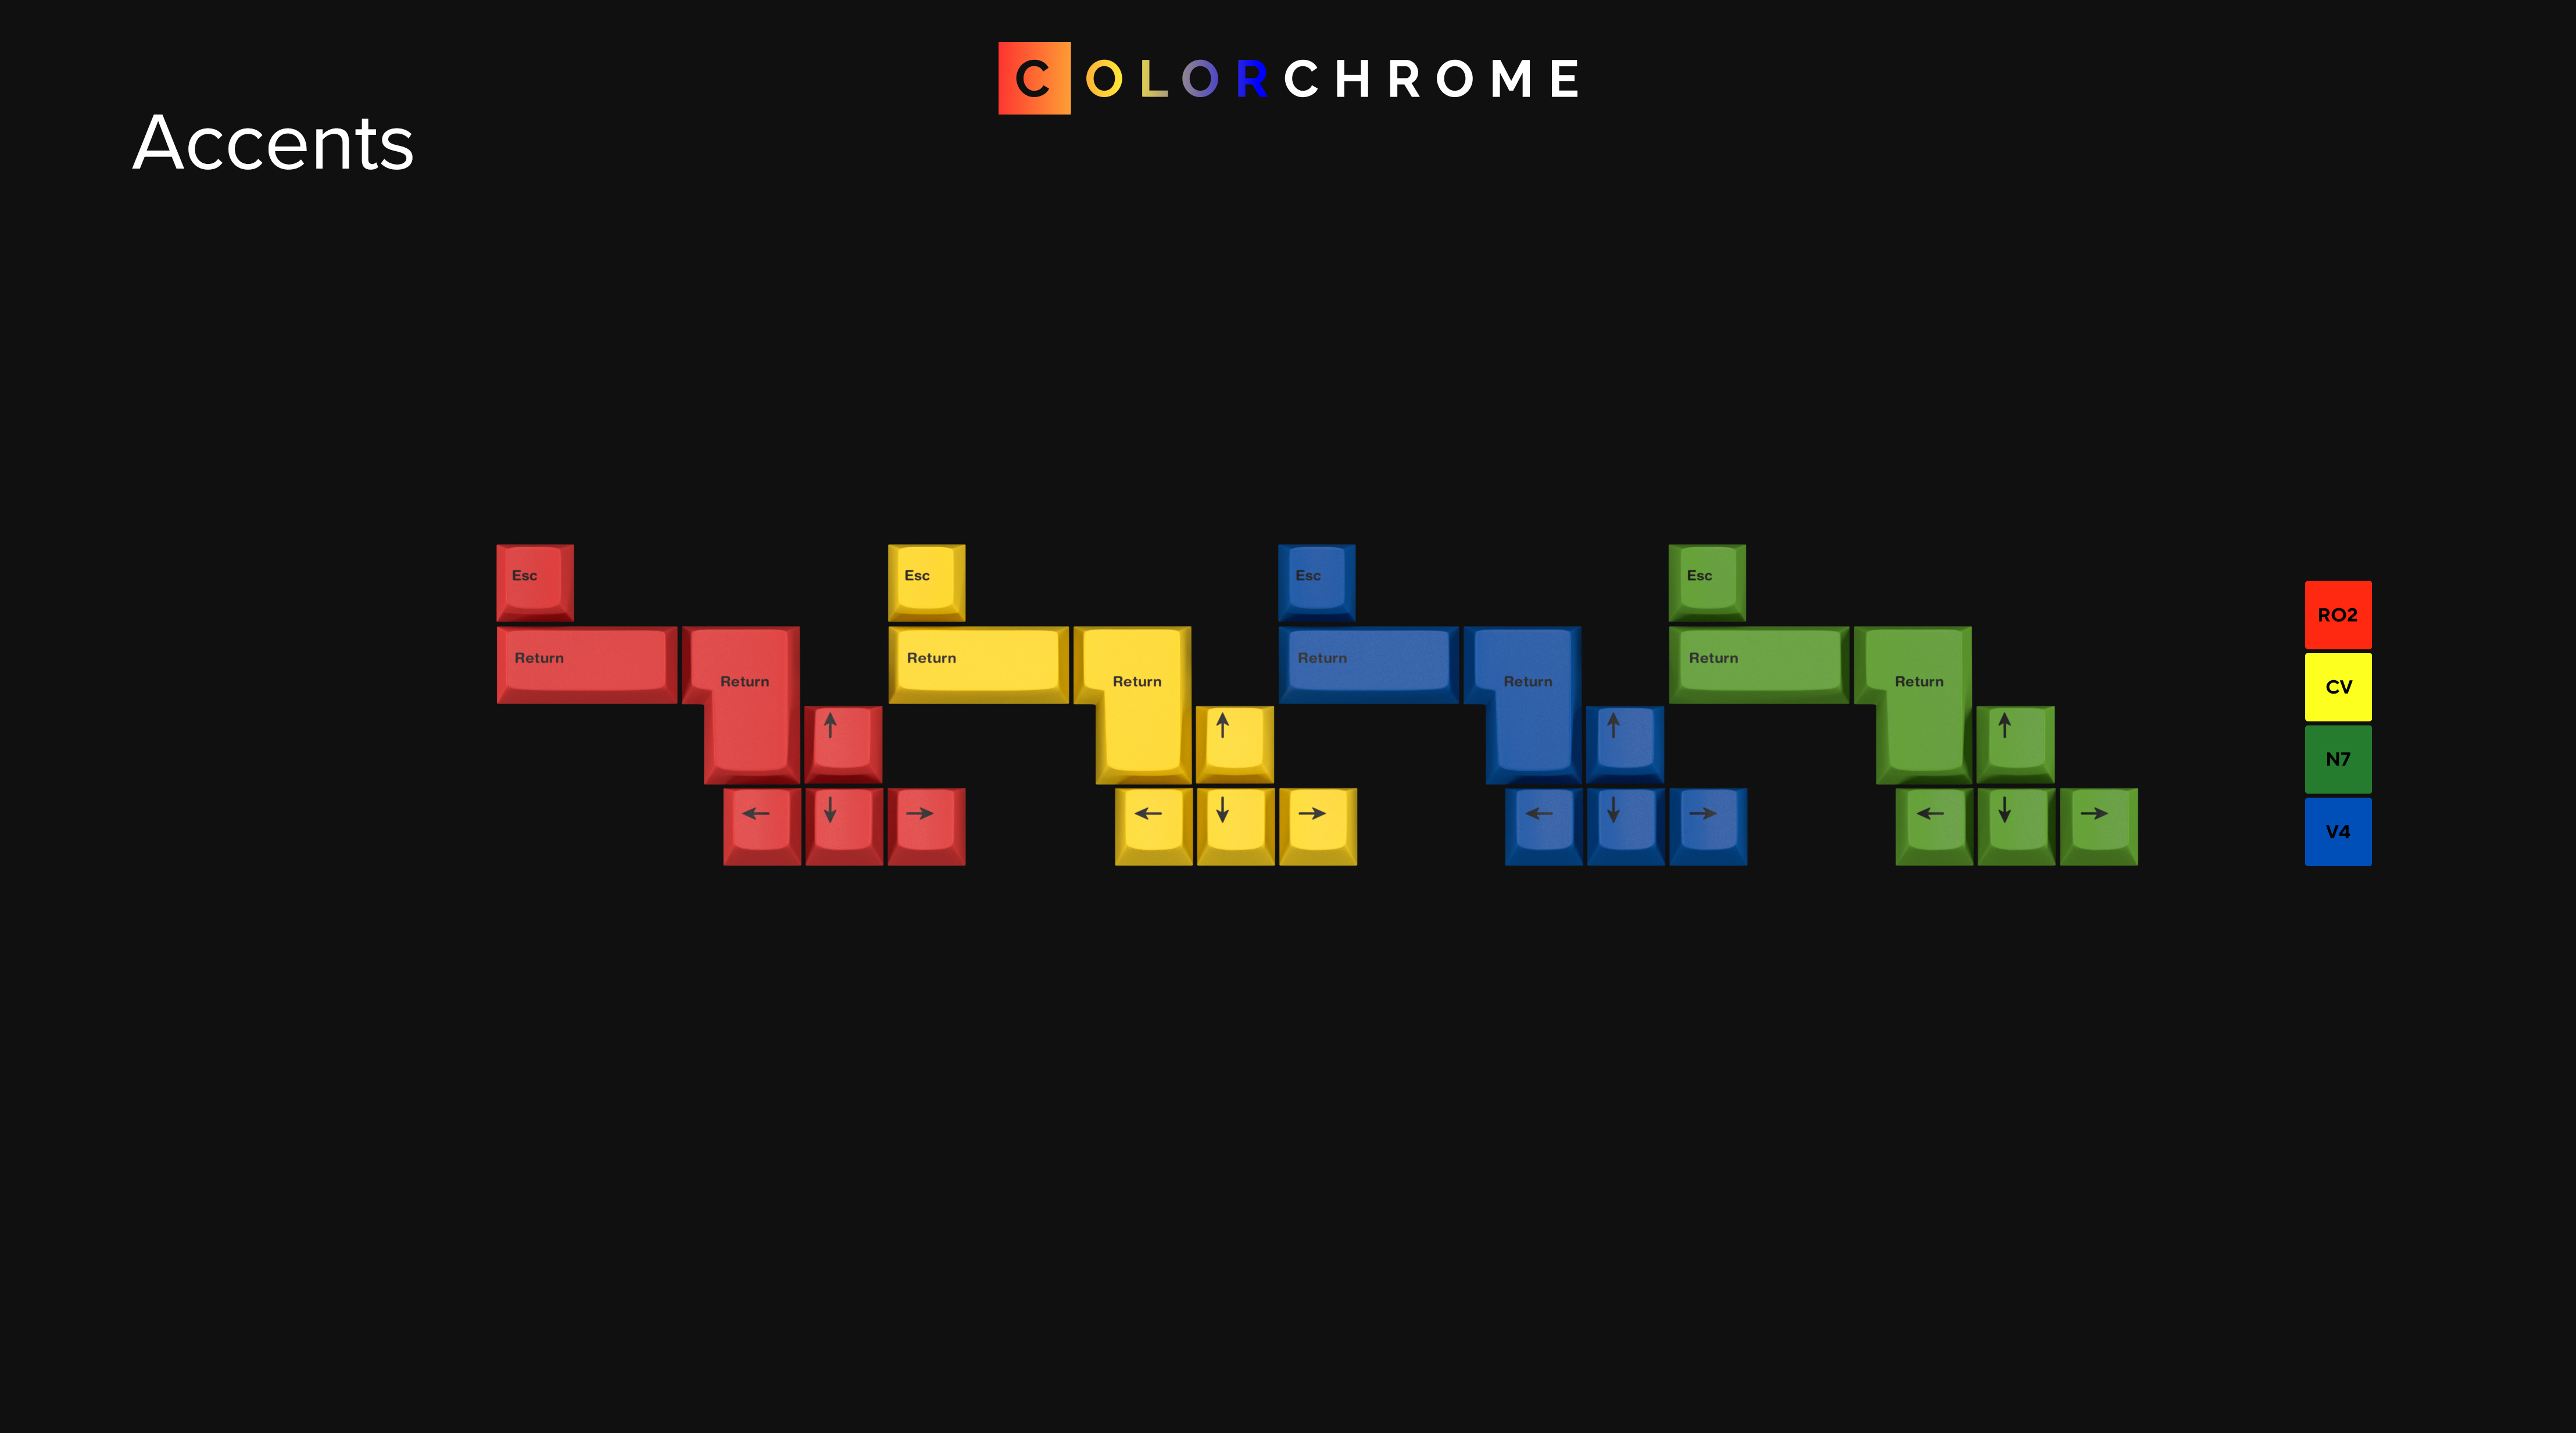 COLORCHROME
Accents
Esc Esc Esc Esc
Return Return Return Return
Return Return Return Return
↑ ↑ ↑ ↑
← ↓ → ← ↓ → ← ↓ → ← ↓ →
RO2
CV
N7
V4